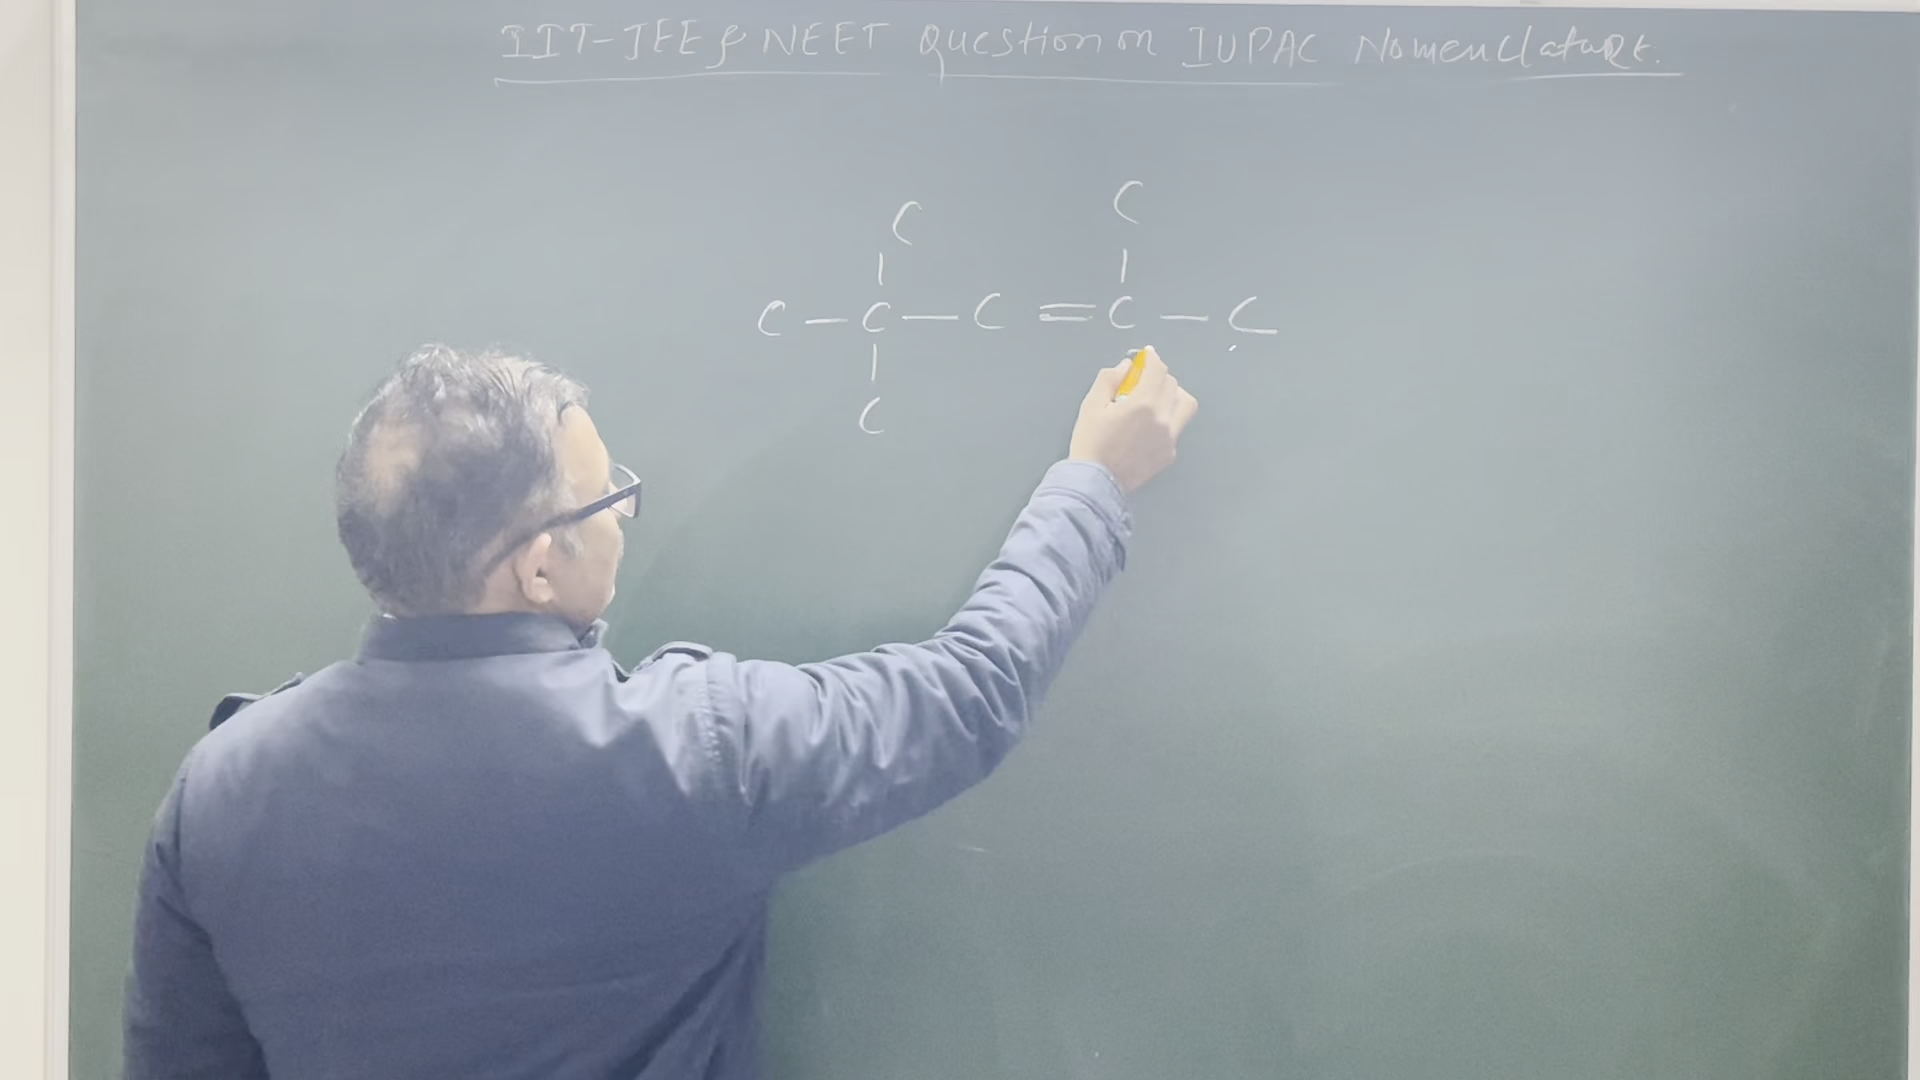 IIT-JEE & NEET Question on IUPAC Nomenclature.
C C
| |
C - C - C = C - C
|
C